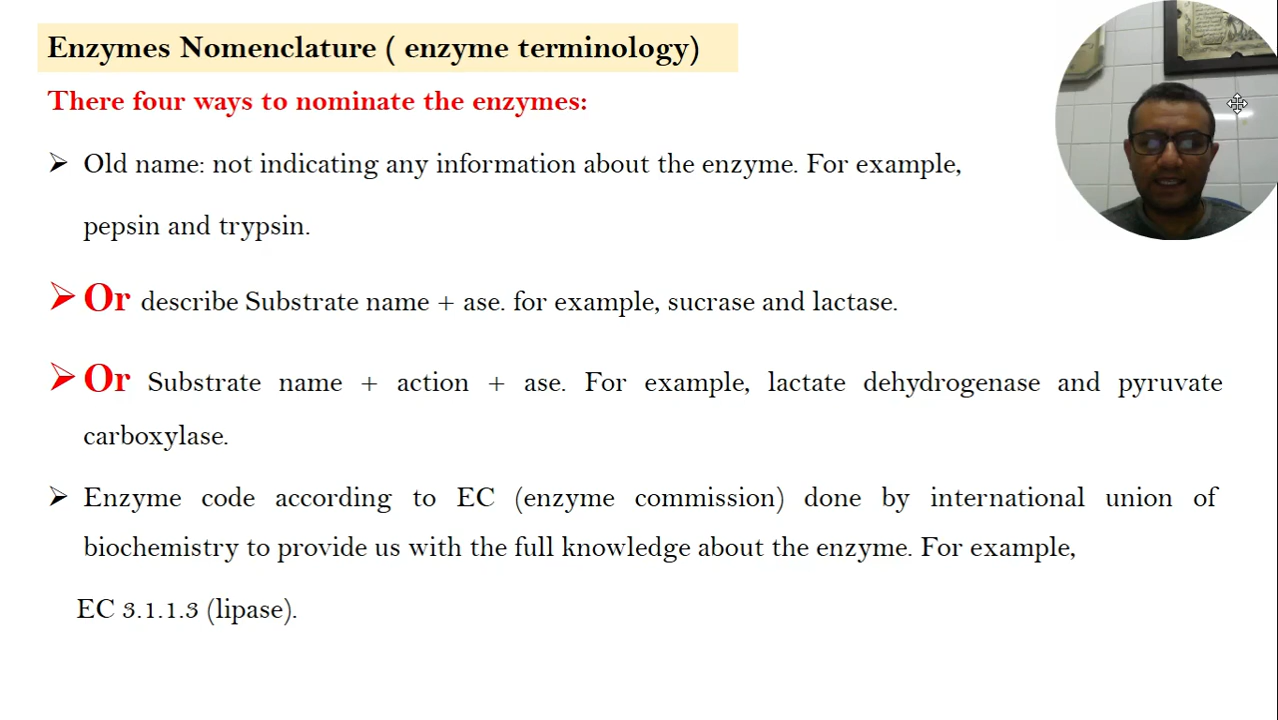 Enzymes Nomenclature ( enzyme terminology)
There four ways to nominate the enzymes:
➢ Old name: not indicating any information about the enzyme. For example,
pepsin and trypsin.
➢ Or describe Substrate name + ase. for example, sucrase and lactase.
➢ Or Substrate name + action + ase. For example, lactate dehydrogenase and pyruvate
carboxylase.
➢ Enzyme code according to EC (enzyme commission) done by international union of
biochemistry to provide us with the full knowledge about the enzyme. For example,
EC 3.1.1.3 (lipase).